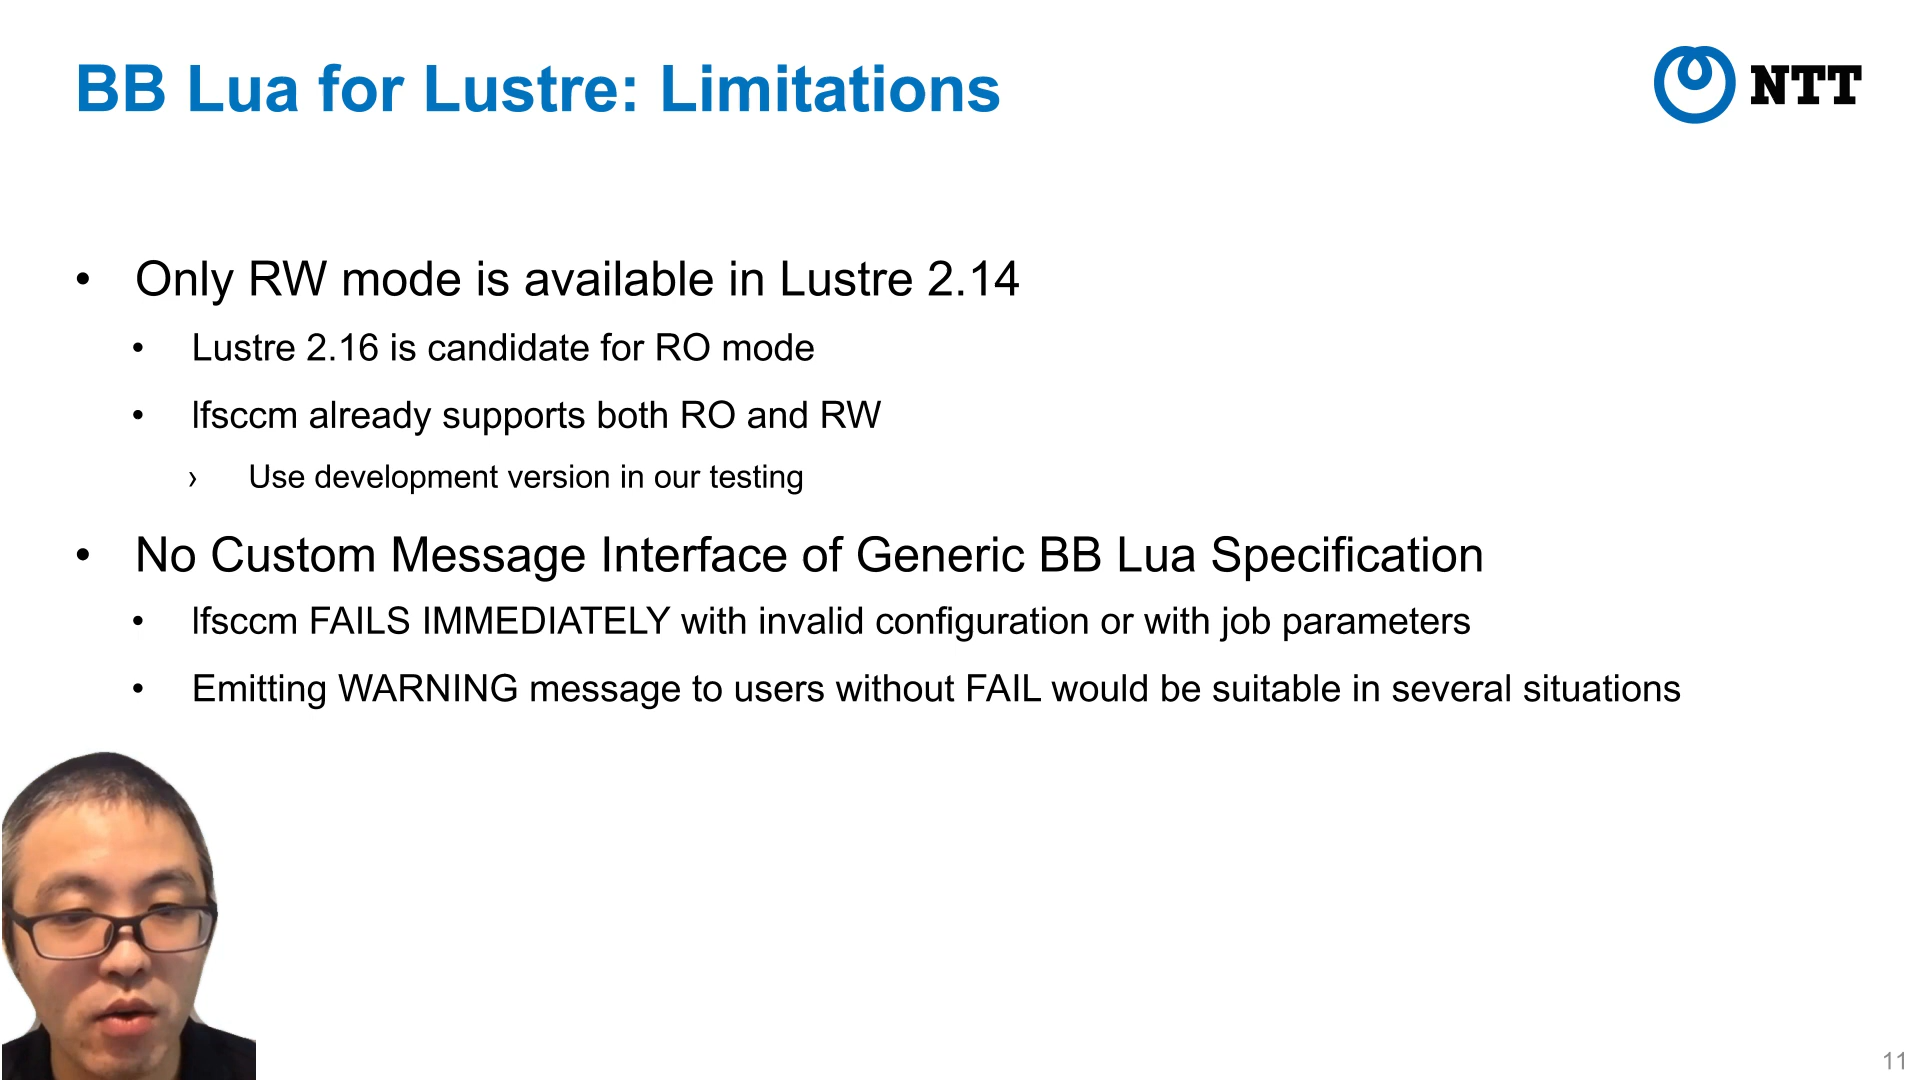 BB Lua for Lustre: Limitations
NTT
• Only RW mode is available in Lustre 2.14
• Lustre 2.16 is candidate for RO mode
• lfsccm already supports both RO and RW
› Use development version in our testing
• No Custom Message Interface of Generic BB Lua Specification
• lfsccm FAILS IMMEDIATELY with invalid configuration or with job parameters
• Emitting WARNING message to users without FAIL would be suitable in several situations
11